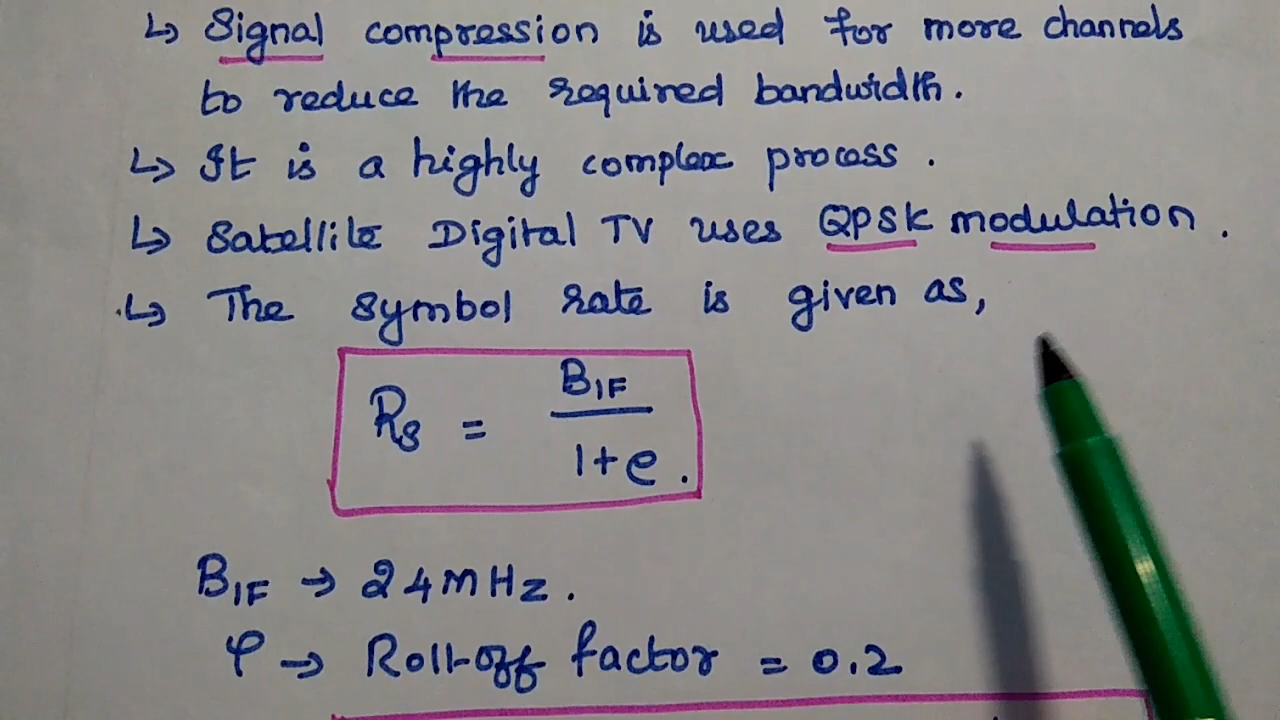 ↳ Signal compression is used for more channels
to reduce the required bandwidth.
↳ It is a highly complex process.
↳ Satellite Digital TV uses QPSK modulation.
↳ The symbol rate is given as,
Rs = B_IF / 1+e.
B_IF → 24 MHz.
φ → Roll-off factor = 0.2